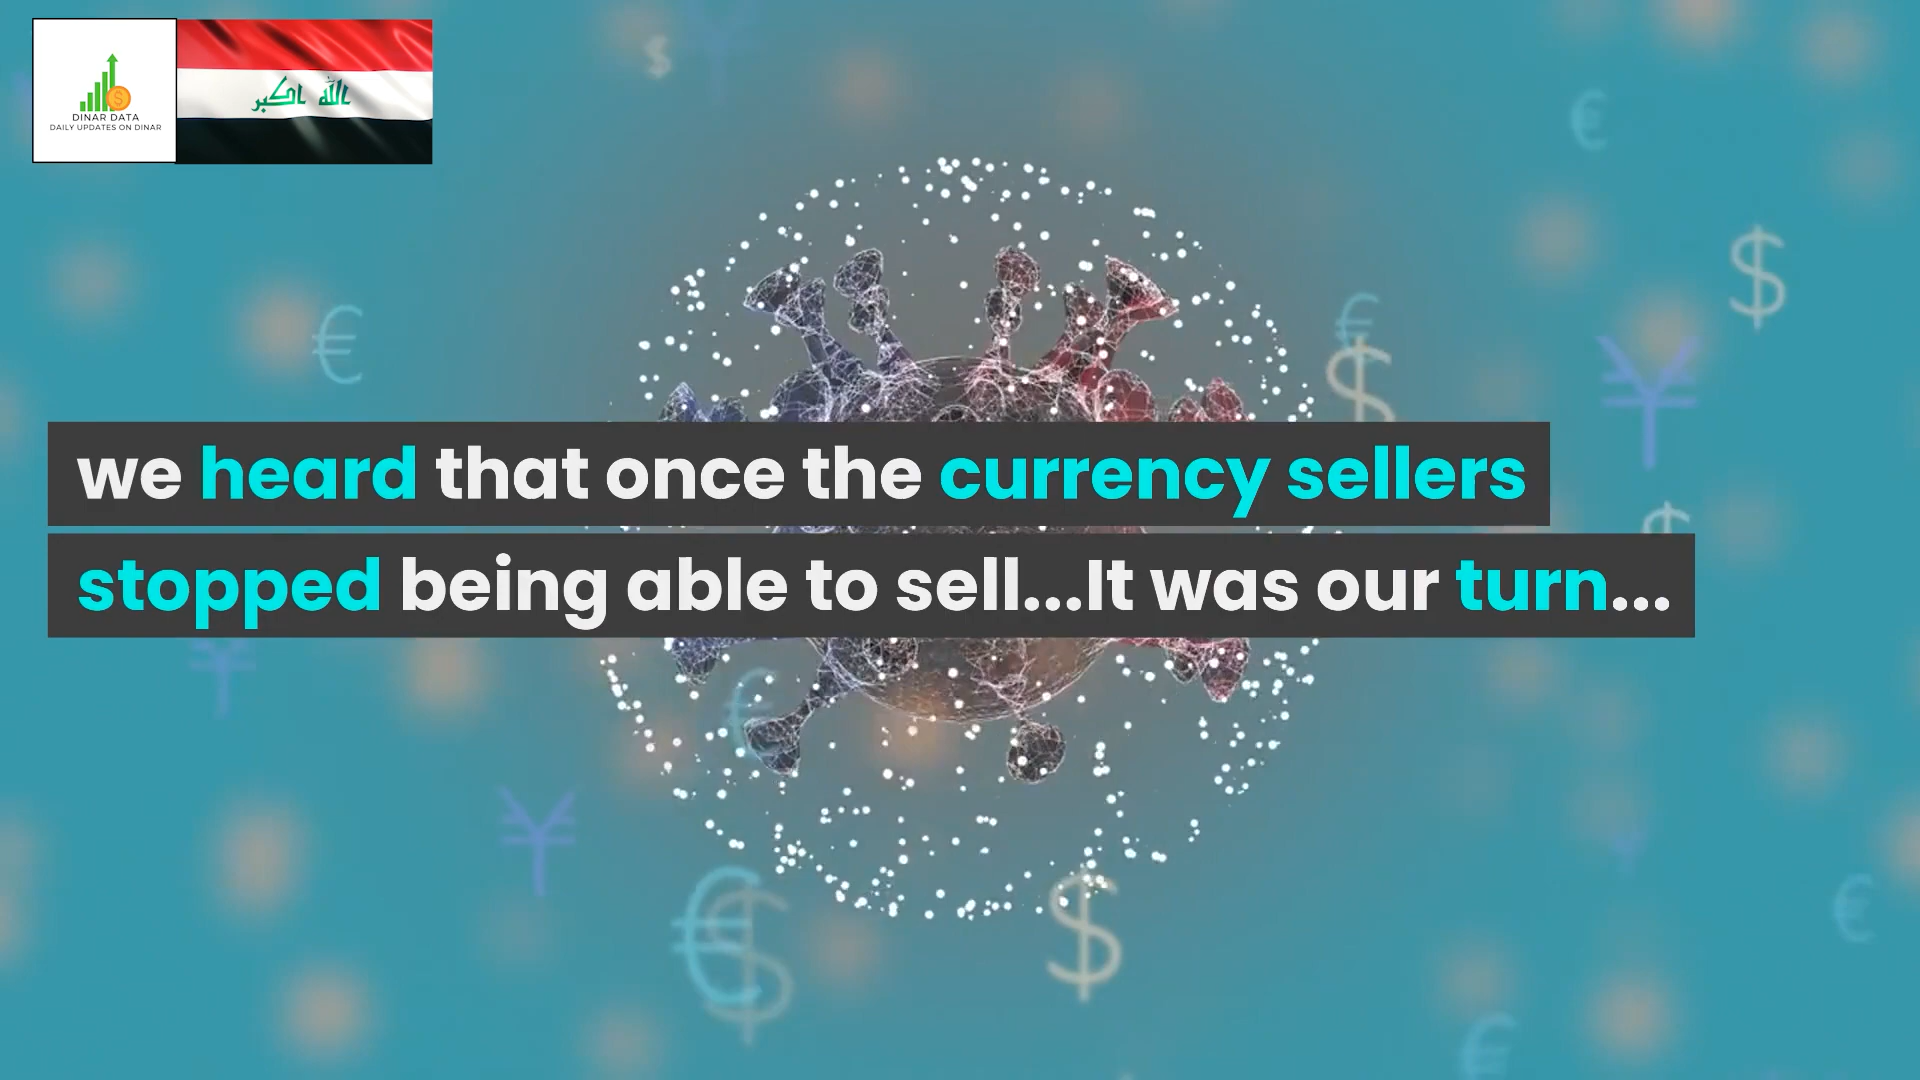 DINAR DATA
DAILY UPDATES ON DINAR
الله اكبر
we heard that once the currency sellers
stopped being able to sell...It was our turn...